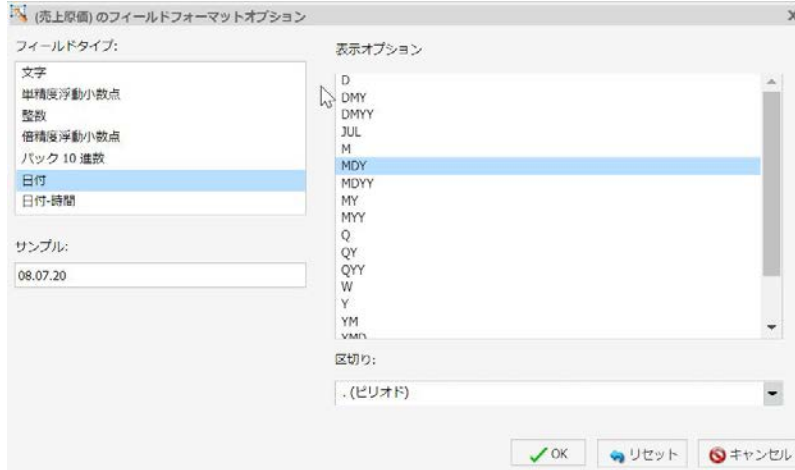 (売上原価) のフィールドフォーマットオプション
フィールドタイプ:
文字
単精度浮動小数点
整数
倍精度浮動小数点
パック 10 進数
日付
日付-時間
サンプル:
08.07.20
表示オプション
D
DMY
DMYY
JUL
M
MDY
MDYY
MY
MYY
Q
QY
QYY
W
Y
YM
YMD
区切り:
. (ピリオド)
OK
リセット
キャンセル